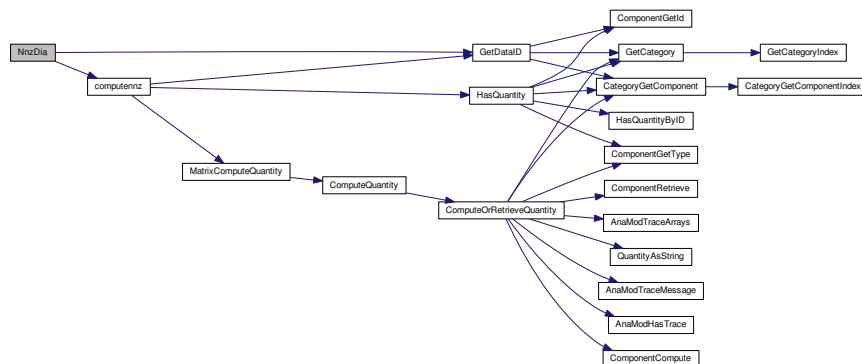 NnzDia
computennz
MatrixComputeQuantity
ComputeQuantity
GetDataID
HasQuantity
ComputeOrRetrieveQuantity
ComponentGetId
GetCategory
CategoryGetComponent
HasQuantityByID
ComponentGetType
ComponentRetrieve
AnaModTraceArrays
QuantityAsString
AnaModTraceMessage
AnaModHasTrace
ComponentCompute
GetCategoryIndex
CategoryGetComponentIndex